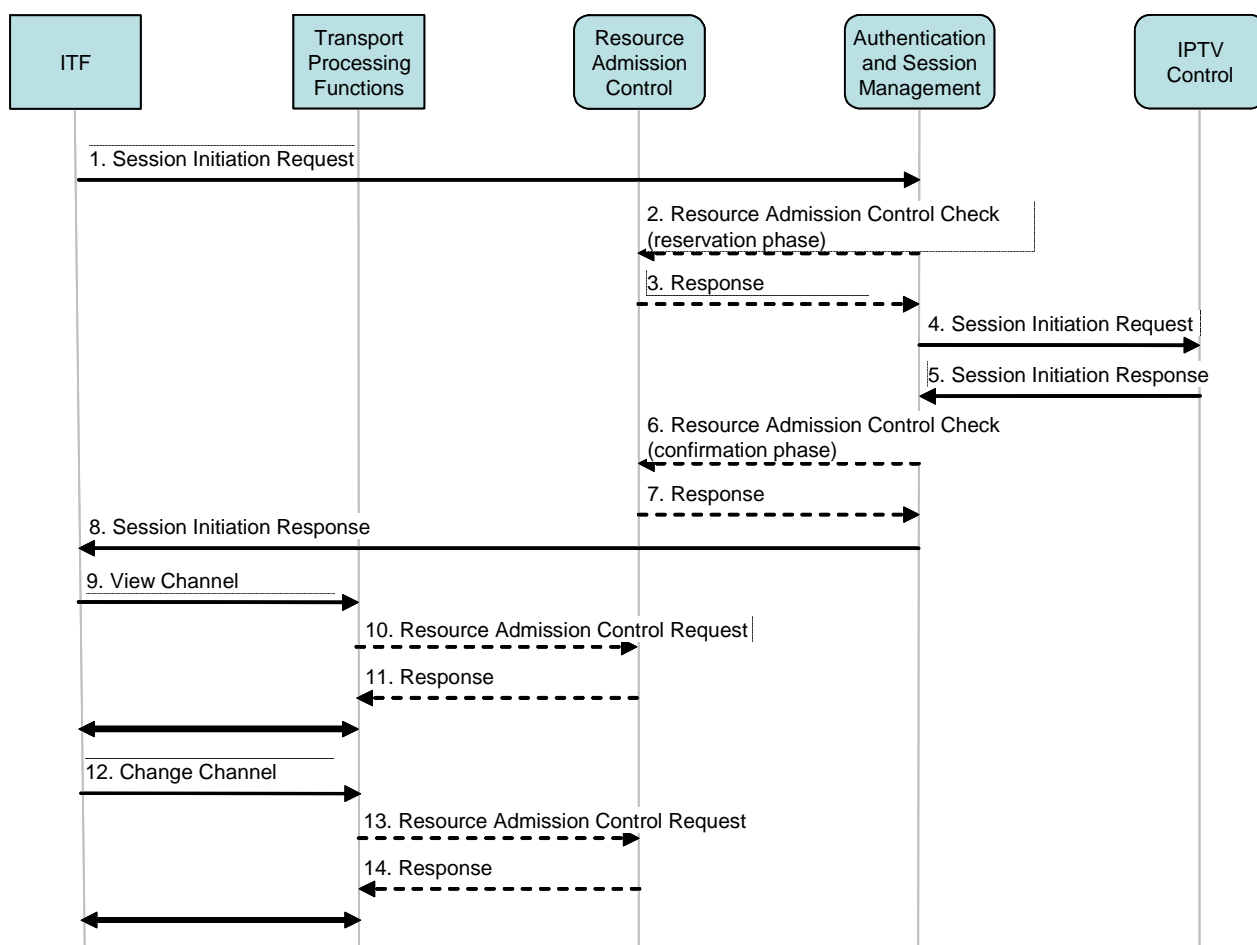 ITF
Transport
Processing
Functions
Resource
Admission
Control
Authentication
and Session
Management
IPTV
Control
1. Session Initiation Request
2. Resource Admission Control Check
(reservation phase)
3. Response
4. Session Initiation Request
5. Session Initiation Response
6. Resource Admission Control Check
(confirmation phase)
7. Response
8. Session Initiation Response
9. View Channel
10. Resource Admission Control Request
11. Response
12. Change Channel
13. Resource Admission Control Request
14. Response